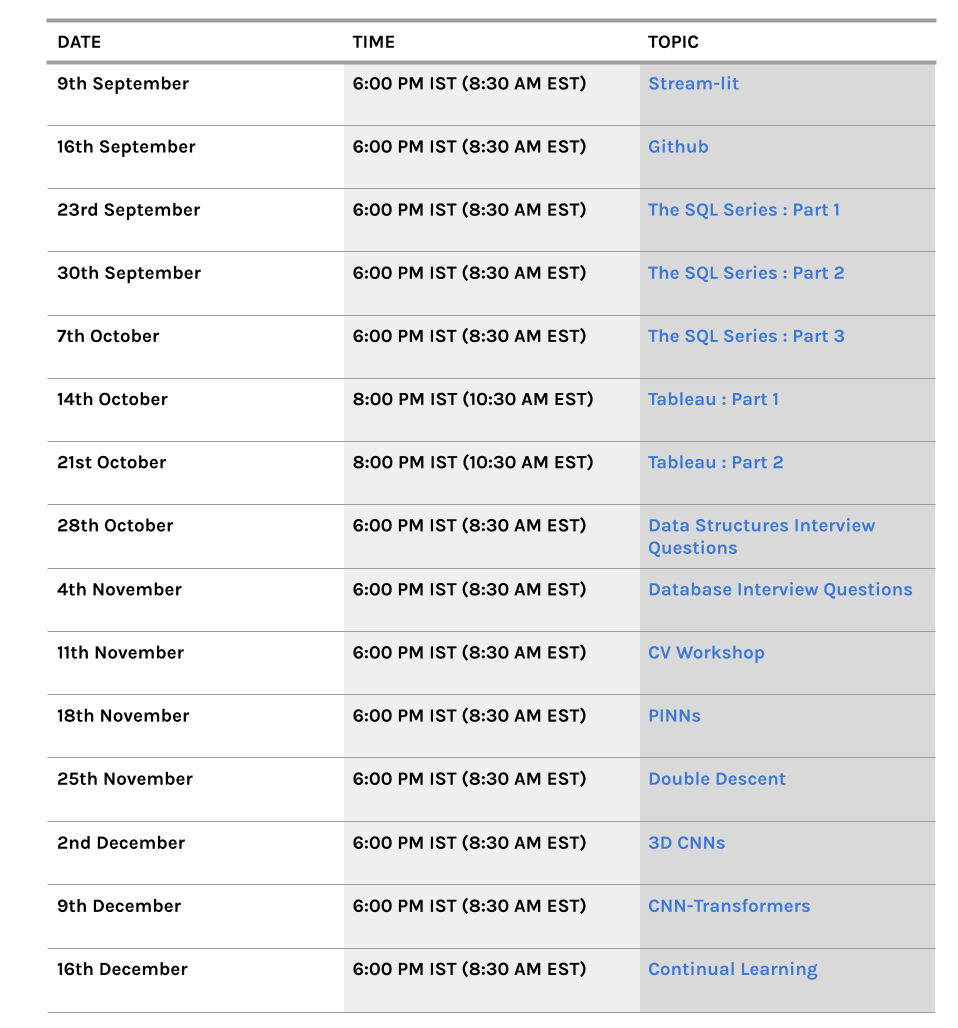 DATE TIME TOPIC
9th September 6:00 PM IST (8:30 AM EST) Stream-lit
16th September 6:00 PM IST (8:30 AM EST) Github
23rd September 6:00 PM IST (8:30 AM EST) The SQL Series : Part 1
30th September 6:00 PM IST (8:30 AM EST) The SQL Series : Part 2
7th October 6:00 PM IST (8:30 AM EST) The SQL Series : Part 3
14th October 8:00 PM IST (10:30 AM EST) Tableau : Part 1
21st October 8:00 PM IST (10:30 AM EST) Tableau : Part 2
28th October 6:00 PM IST (8:30 AM EST) Data Structures Interview
Questions
4th November 6:00 PM IST (8:30 AM EST) Database Interview Questions
11th November 6:00 PM IST (8:30 AM EST) CV Workshop
18th November 6:00 PM IST (8:30 AM EST) PINNs
25th November 6:00 PM IST (8:30 AM EST) Double Descent
2nd December 6:00 PM IST (8:30 AM EST) 3D CNNs
9th December 6:00 PM IST (8:30 AM EST) CNN-Transformers
16th December 6:00 PM IST (8:30 AM EST) Continual Learning